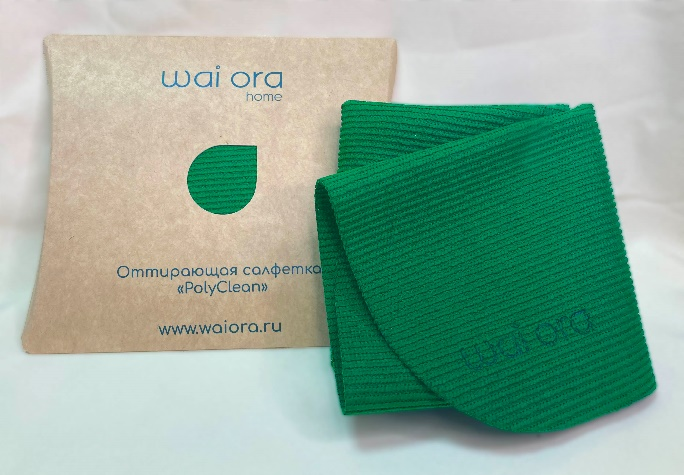 wai ora
home
Оттирающая салфетка
«PolyClean»
www.waiora.ru
wai ora